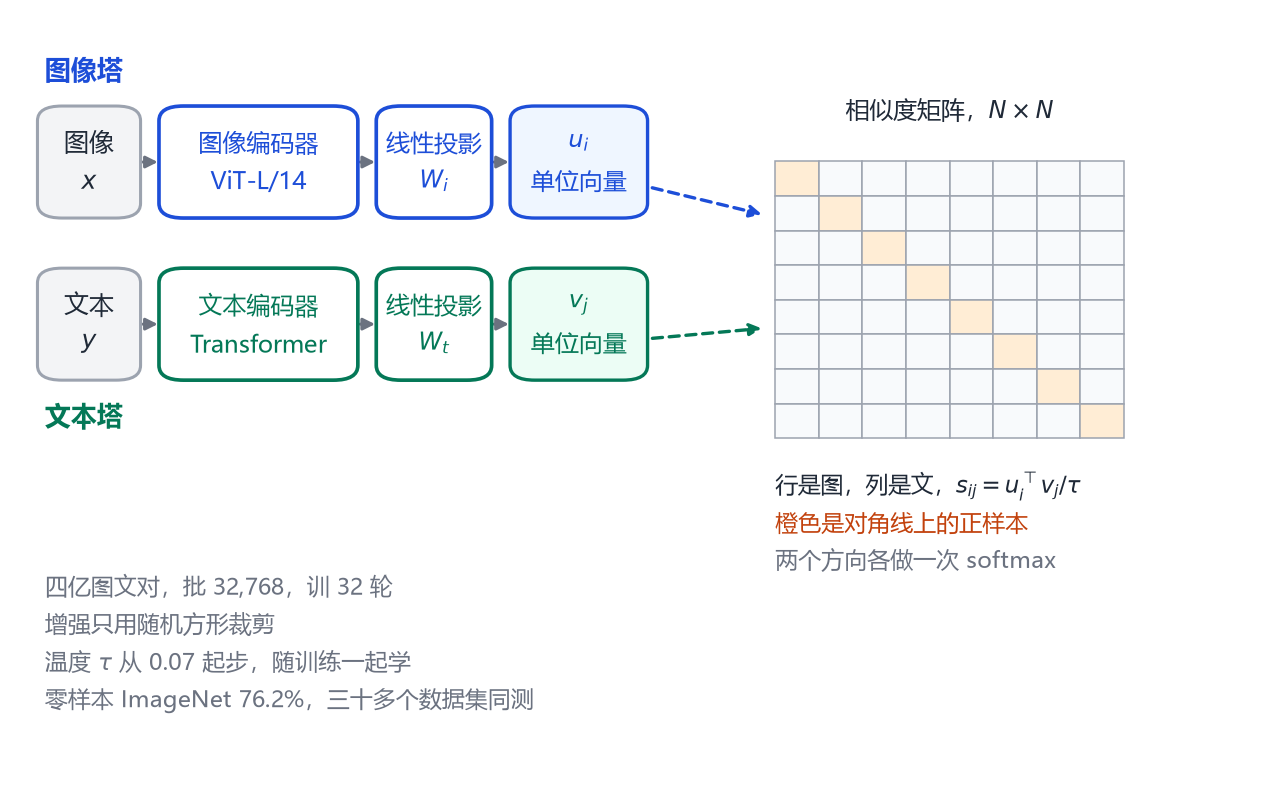 图像塔
图像
x
图像编码器
ViT-L/14
线性投影
W_i
u_i
单位向量
文本
y
文本编码器
Transformer
线性投影
W_t
v_j
单位向量
文本塔
相似度矩阵，N × N
行是图，列是文，s_{ij} = u_i^⊤ v_j/τ
橙色是对角线上的正样本
两个方向各做一次 softmax
四亿图文对，批 32,768，训 32 轮
增强只用随机方形裁剪
温度 τ 从 0.07 起步，随训练一起学
零样本 ImageNet 76.2%，三十多个数据集同测